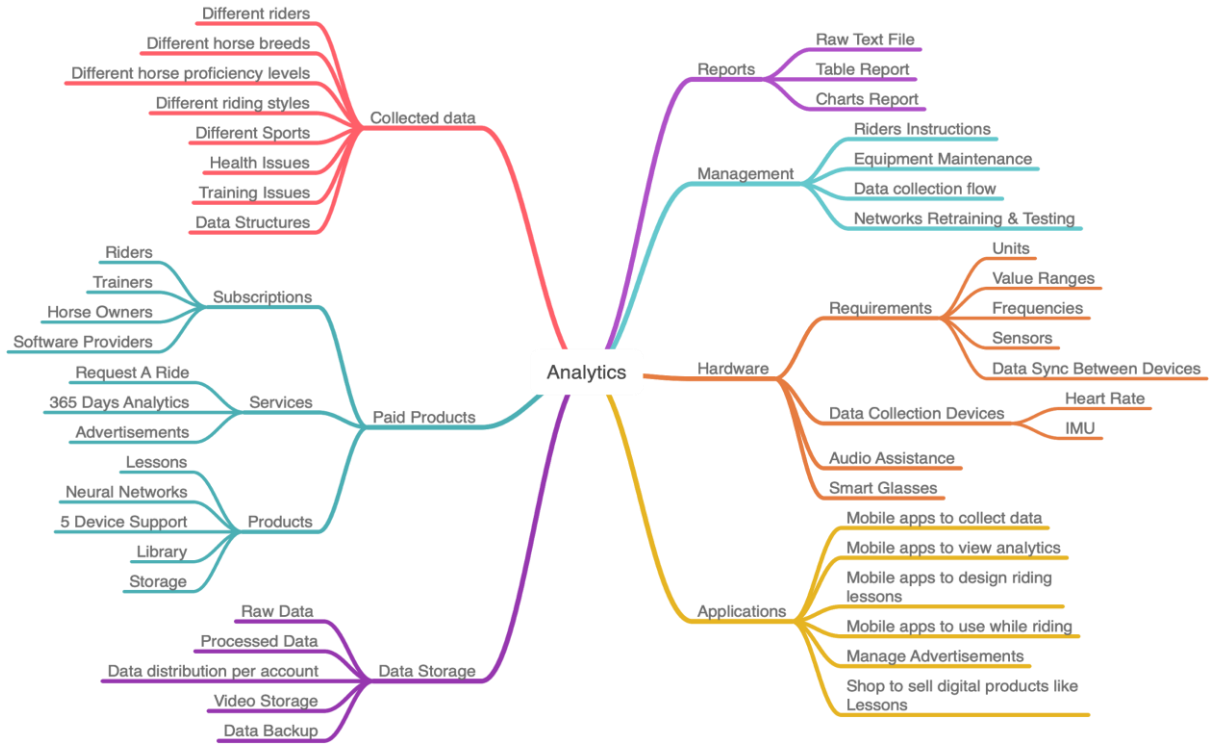 Analytics
Collected data
Different riders
Different horse breeds
Different horse proficiency levels
Different riding styles
Different Sports
Health Issues
Training Issues
Data Structures
Paid Products
Subscriptions
Riders
Trainers
Horse Owners
Software Providers
Services
Request A Ride
365 Days Analytics
Advertisements
Products
Lessons
Neural Networks
5 Device Support
Library
Storage
Data Storage
Raw Data
Processed Data
Data distribution per account
Video Storage
Data Backup
Reports
Raw Text File
Table Report
Charts Report
Management
Riders Instructions
Equipment Maintenance
Data collection flow
Networks Retraining & Testing
Hardware
Requirements
Units
Value Ranges
Frequencies
Sensors
Data Sync Between Devices
Data Collection Devices
Heart Rate
IMU
Audio Assistance
Smart Glasses
Applications
Mobile apps to collect data
Mobile apps to view analytics
Mobile apps to design riding
lessons
Mobile apps to use while riding
Manage Advertisements
Shop to sell digital products like
Lessons